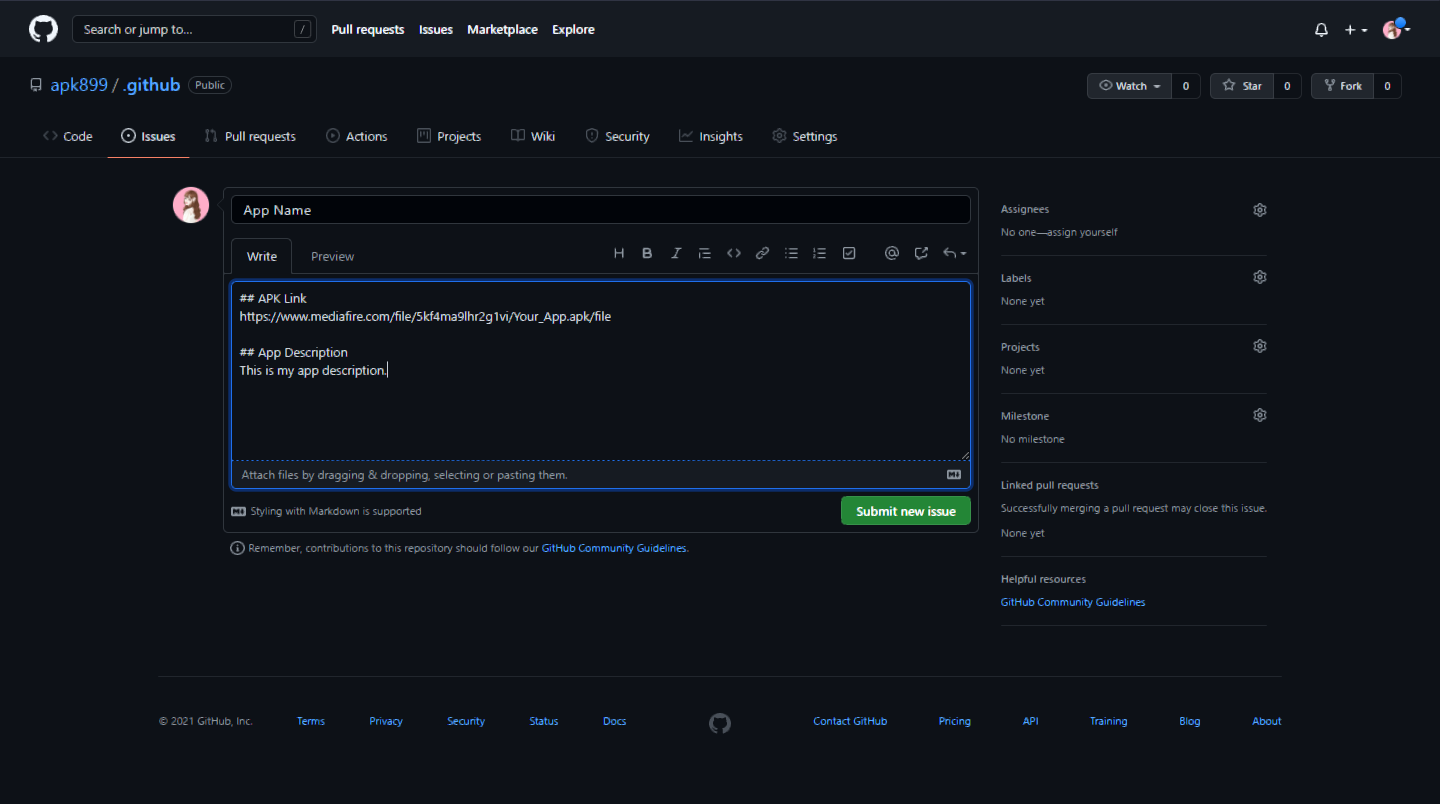 Search or jump to... /
Pull requests Issues Marketplace Explore
apk899 / .github Public
Watch 0 Star 0 Fork 0
Code Issues Pull requests Actions Projects Wiki Security Insights Settings
App Name
Write Preview
## APK Link
https://www.mediafire.com/file/5kf4ma9lhr2g1vi/Your_App.apk/file
## App Description
This is my app description.
Attach files by dragging & dropping, selecting or pasting them.
Styling with Markdown is supported
Submit new issue
Remember, contributions to this repository should follow our GitHub Community Guidelines.
Assignees
No one—assign yourself
Labels
None yet
Projects
None yet
Milestone
No milestone
Linked pull requests
Successfully merging a pull request may close this issue.
None yet
Helpful resources
GitHub Community Guidelines
© 2021 GitHub, Inc. Terms Privacy Security Status Docs Contact GitHub Pricing API Training Blog About